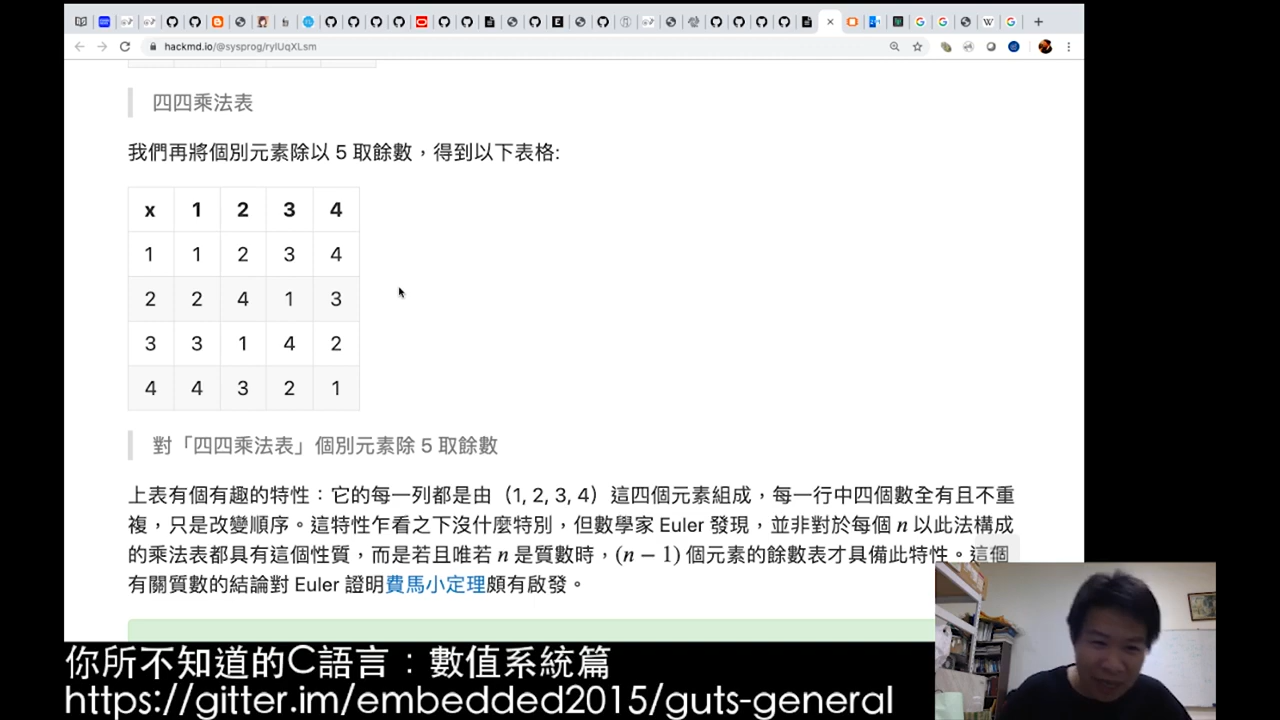 hackmd.io/@sysprog/rylUqXLsm
四四乘法表
我們再將個別元素除以 5 取餘數，得到以下表格:
x 1 2 3 4
1 1 2 3 4
2 2 4 1 3
3 3 1 4 2
4 4 3 2 1
對「四四乘法表」個別元素除 5 取餘數
上表有個有趣的特性：它的每一列都是由（1, 2, 3, 4）這四個元素組成，每一行中四個數全有且不重
複，只是改變順序。這特性乍看之下沒什麼特別，但數學家 Euler 發現，並非對於每個 n 以此法構成
的乘法表都具有這個性質，而是若且唯若 n 是質數時，(n − 1) 個元素的餘數表才具備此特性。這個
有關質數的結論對 Euler 證明費馬小定理頗有啟發。
你所不知道的C語言：數值系統篇
https://gitter.im/embedded2015/guts-general